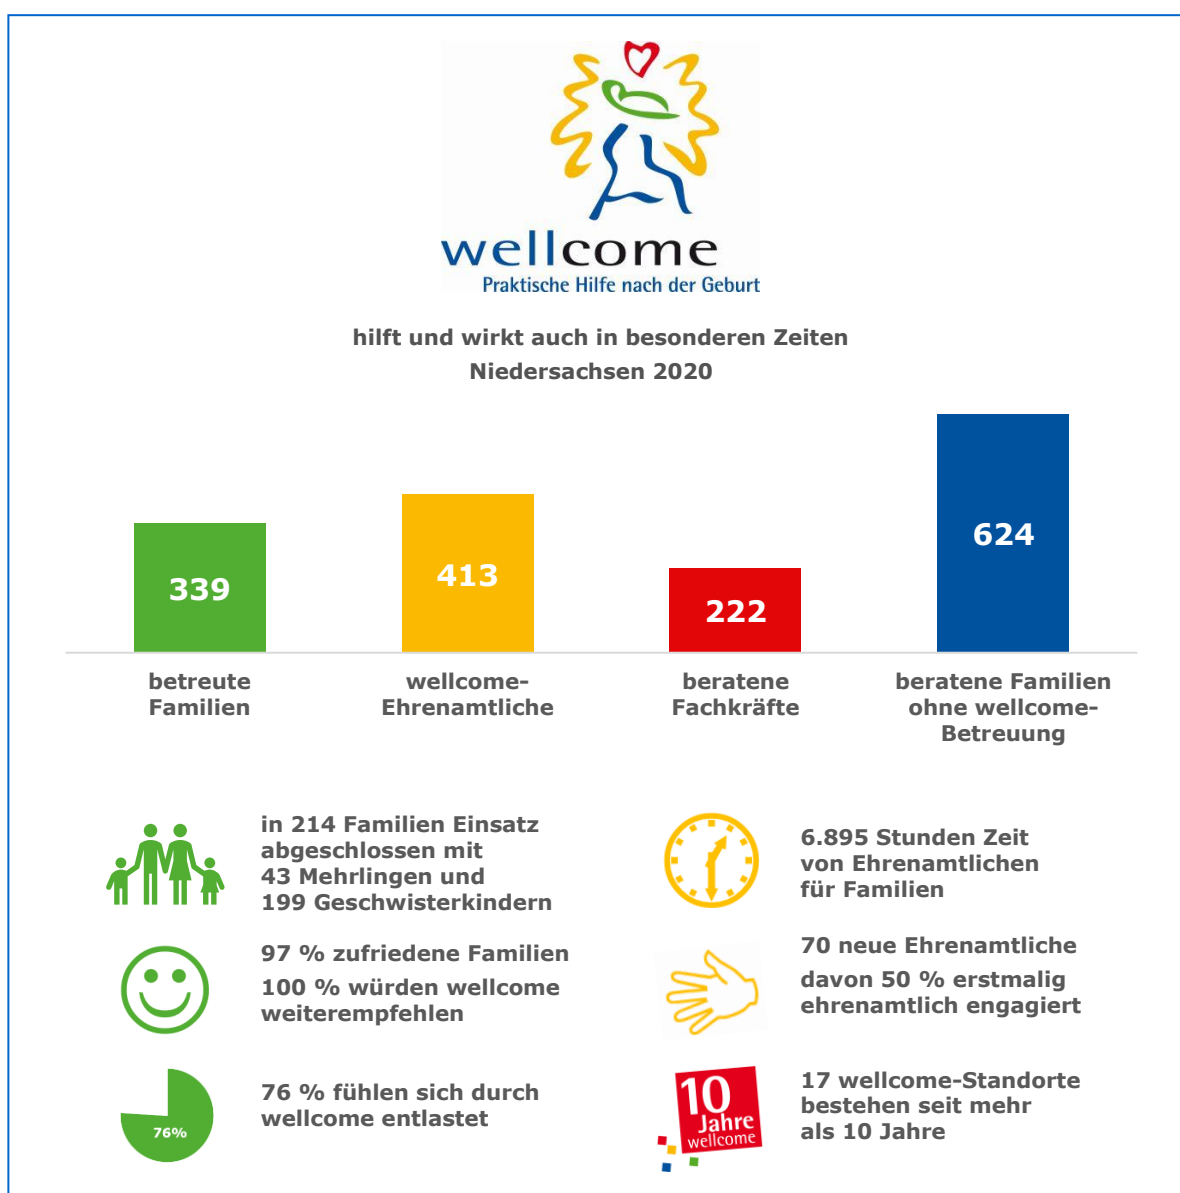 wellcome
Praktische Hilfe nach der Geburt
hilft und wirkt auch in besonderen Zeiten
Niedersachsen 2020
339
413
222
624
betreute
Familien
wellcome-
Ehrenamtliche
beratene
Fachkräfte
beratene Familien
ohne wellcome-
Betreuung
in 214 Familien Einsatz
abgeschlossen mit
43 Mehrlingen und
199 Geschwisterkindern
6.895 Stunden Zeit
von Ehrenamtlichen
für Familien
97 % zufriedene Familien
100 % würden wellcome
weiterempfehlen
70 neue Ehrenamtliche
davon 50 % erstmalig
ehrenamtlich engagiert
76%
76 % fühlen sich durch
wellcome entlastet
10
Jahre
wellcome
17 wellcome-Standorte
bestehen seit mehr
als 10 Jahre